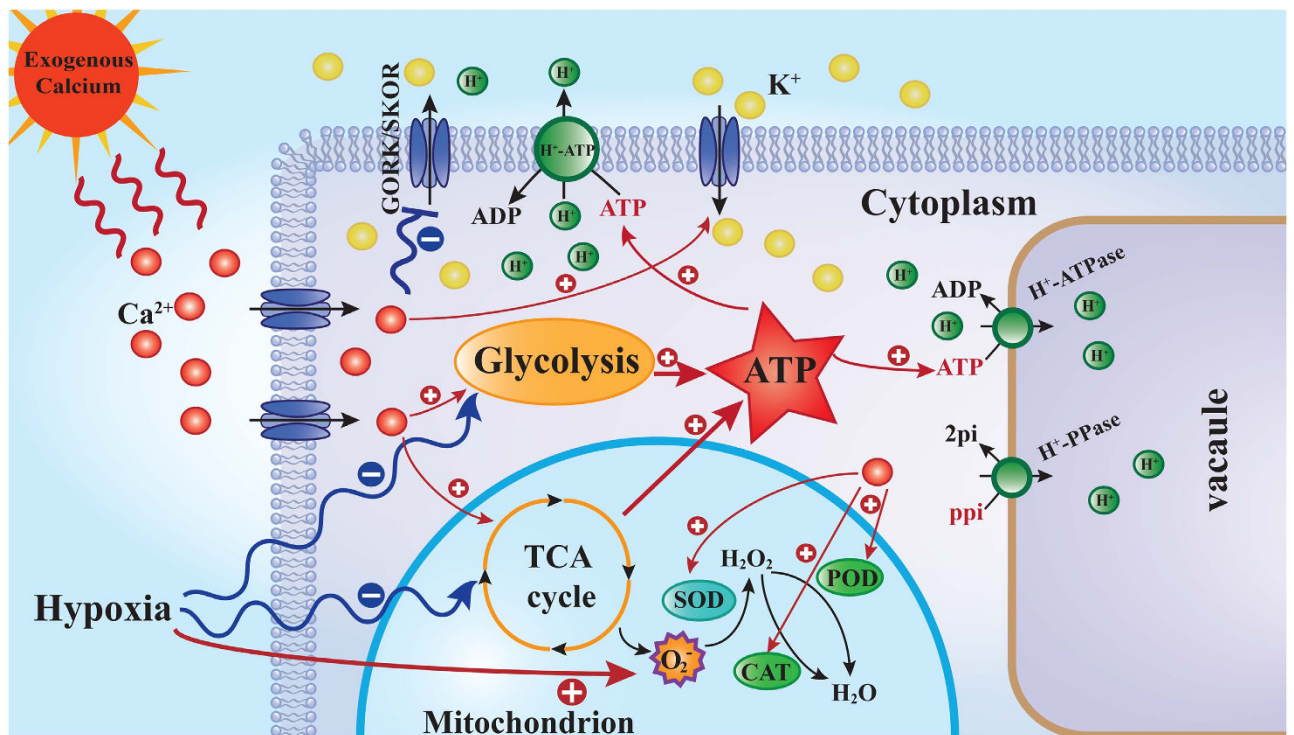 Exogenous
Calcium
GORK/SKOR
H⁺
H⁺
K⁺
H⁺-ATP
ADP
H⁺
ATP
H⁺
H⁺
Cytoplasm
H⁺
ADP
H⁺-ATPase
H⁺
H⁺
H⁺
ATP
Ca²⁺
Glycolysis
ATP
2pi
H⁺-PPase
H⁺
H⁺
ppi
vacaule
TCA
cycle
H₂O₂
POD
SOD
Hypoxia
O₂⁻
CAT
H₂O
Mitochondrion